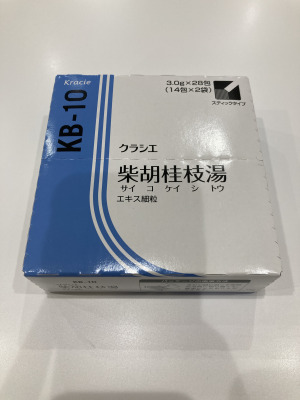 Kracie
KB-10
3.0g×28包
(14包×2袋)
スティックタイプ
クラシエ
柴胡桂枝湯
サイコケイシトウ
エキス細粒
KB-10